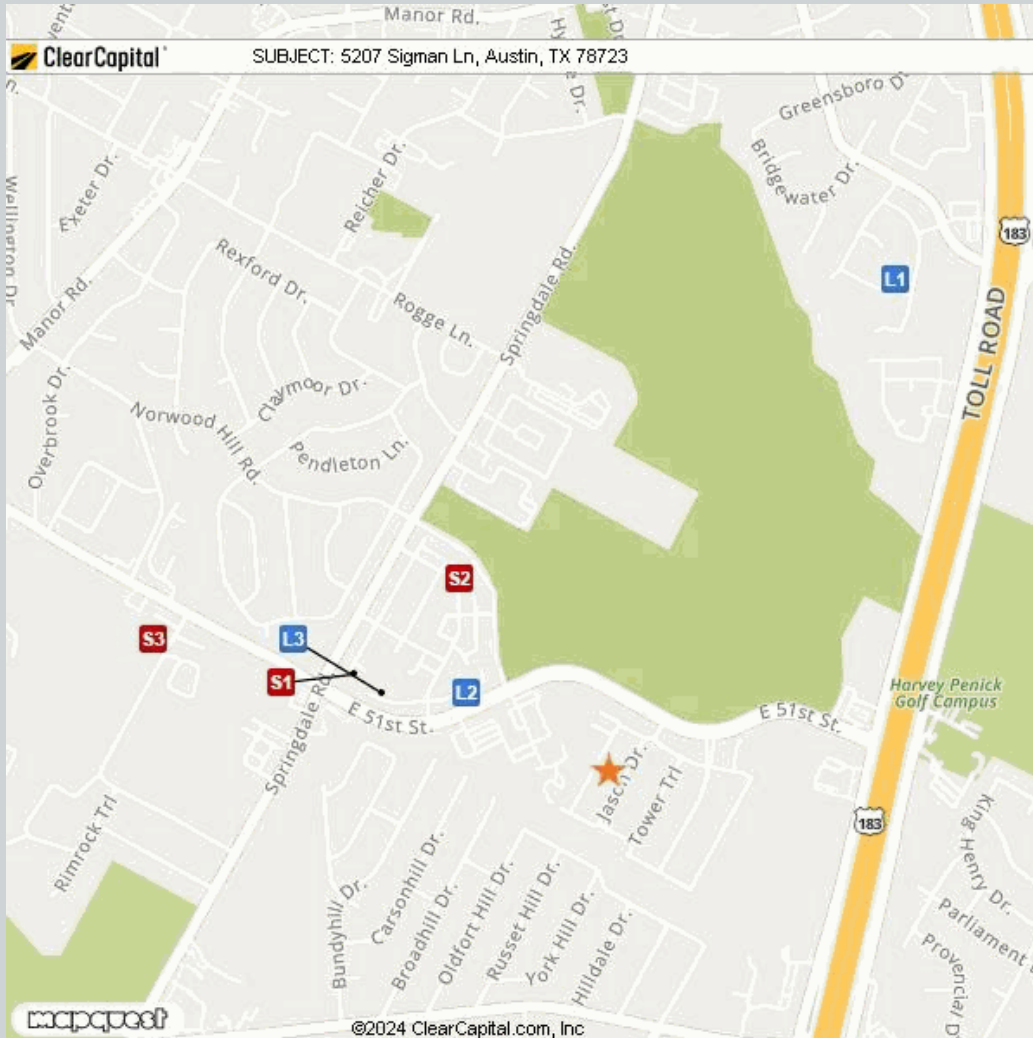 Manor Rd.
ClearCapital
SUBJECT: 5207 Sigman Ln, Austin, TX 78723
Greensboro
Exeter Dr.
Reicher Dr.
Bridgewater Dr.
Wellington Dr.
183
Rexford Dr.
L1
Manor Rd.
Rogge Ln.
Springdale Rd.
TOLL ROAD
Overbrook Dr.
Claymoor Dr.
Norwood Hill Rd.
Pendleton Ln.
S2
S3
L3
S1
L2
Harvey Penick
Golf Campus
E 51st St.
E 51st St.
Springdale Rd.
Jason Dr.
Tower Trl
183
Rimrock Trl
King Henry Dr.
Bundyhill Dr.
Carsonhill Dr.
Broadhill Dr.
Oldfort Hill Dr.
Russet Hill Dr.
York Hill Dr.
Hilldale Dr.
Parliament
Provencial D
mapquest
©2024 ClearCapital.com, Inc